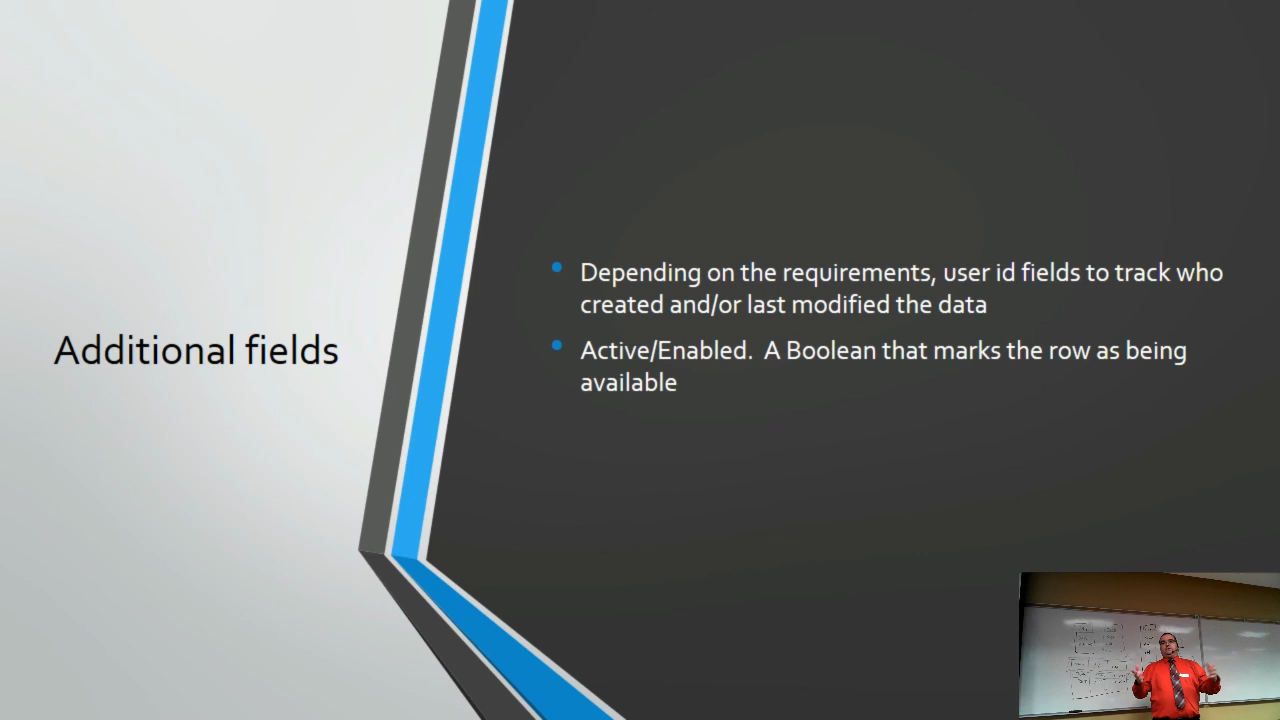 Additional fields
Depending on the requirements, user id fields to track who
created and/or last modified the data
Active/Enabled.  A Boolean that marks the row as being
available